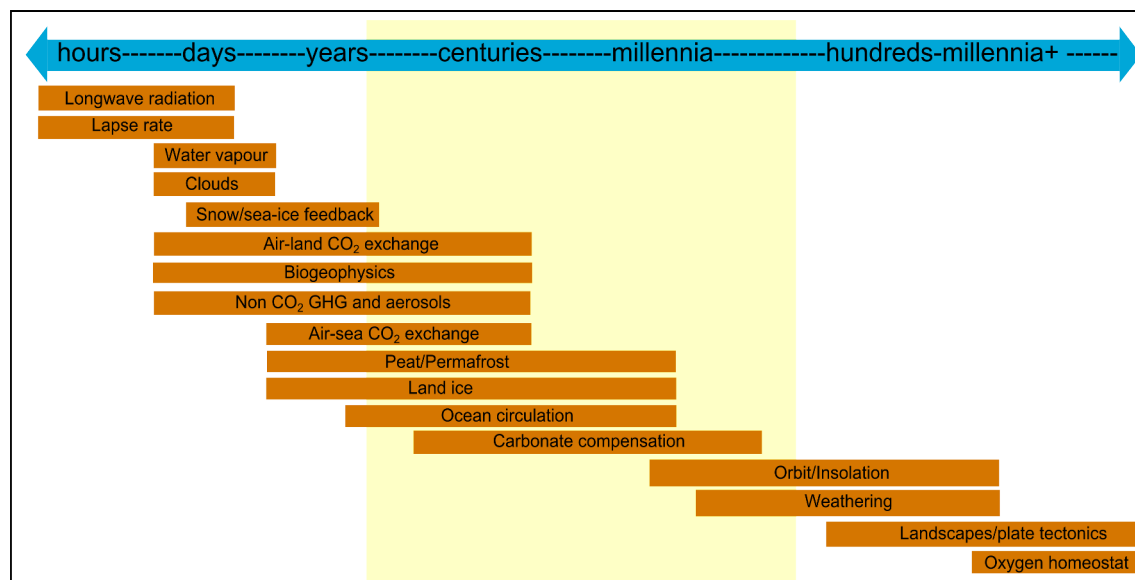 hours-------days--------years--------centuries--------millennia-------------hundreds-millennia+ ------
Longwave radiation
Lapse rate
Water vapour
Clouds
Snow/sea-ice feedback
Air-land CO₂ exchange
Biogeophysics
Non CO₂ GHG and aerosols
Air-sea CO₂ exchange
Peat/Permafrost
Land ice
Ocean circulation
Carbonate compensation
Orbit/Insolation
Weathering
Landscapes/plate tectonics
Oxygen homeostat